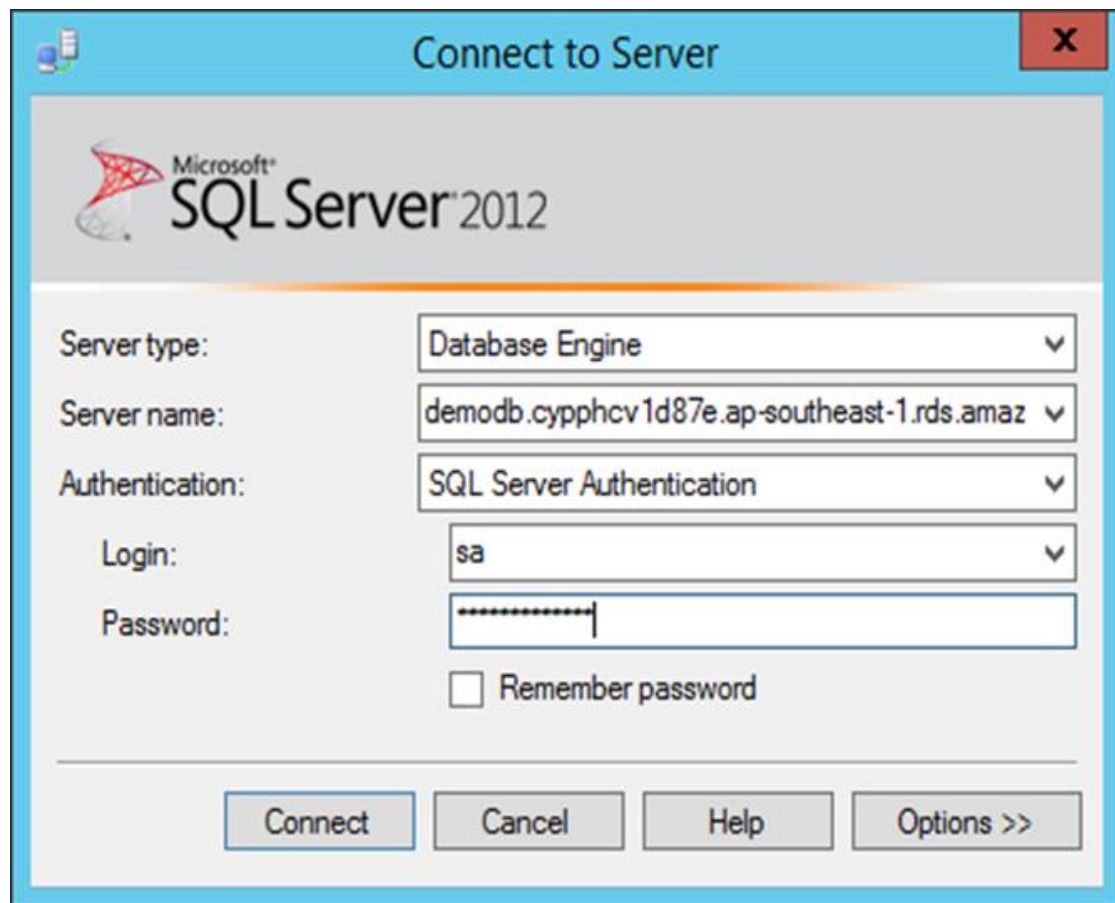 Connect to Server
x
Microsoft®
SQL Server® 2012
Server type:
Database Engine
Server name:
demodb.cypphcv1d87e.ap-southeast-1.rds.amaz
Authentication:
SQL Server Authentication
Login:
sa
Password:
*************
Remember password
Connect
Cancel
Help
Options >>